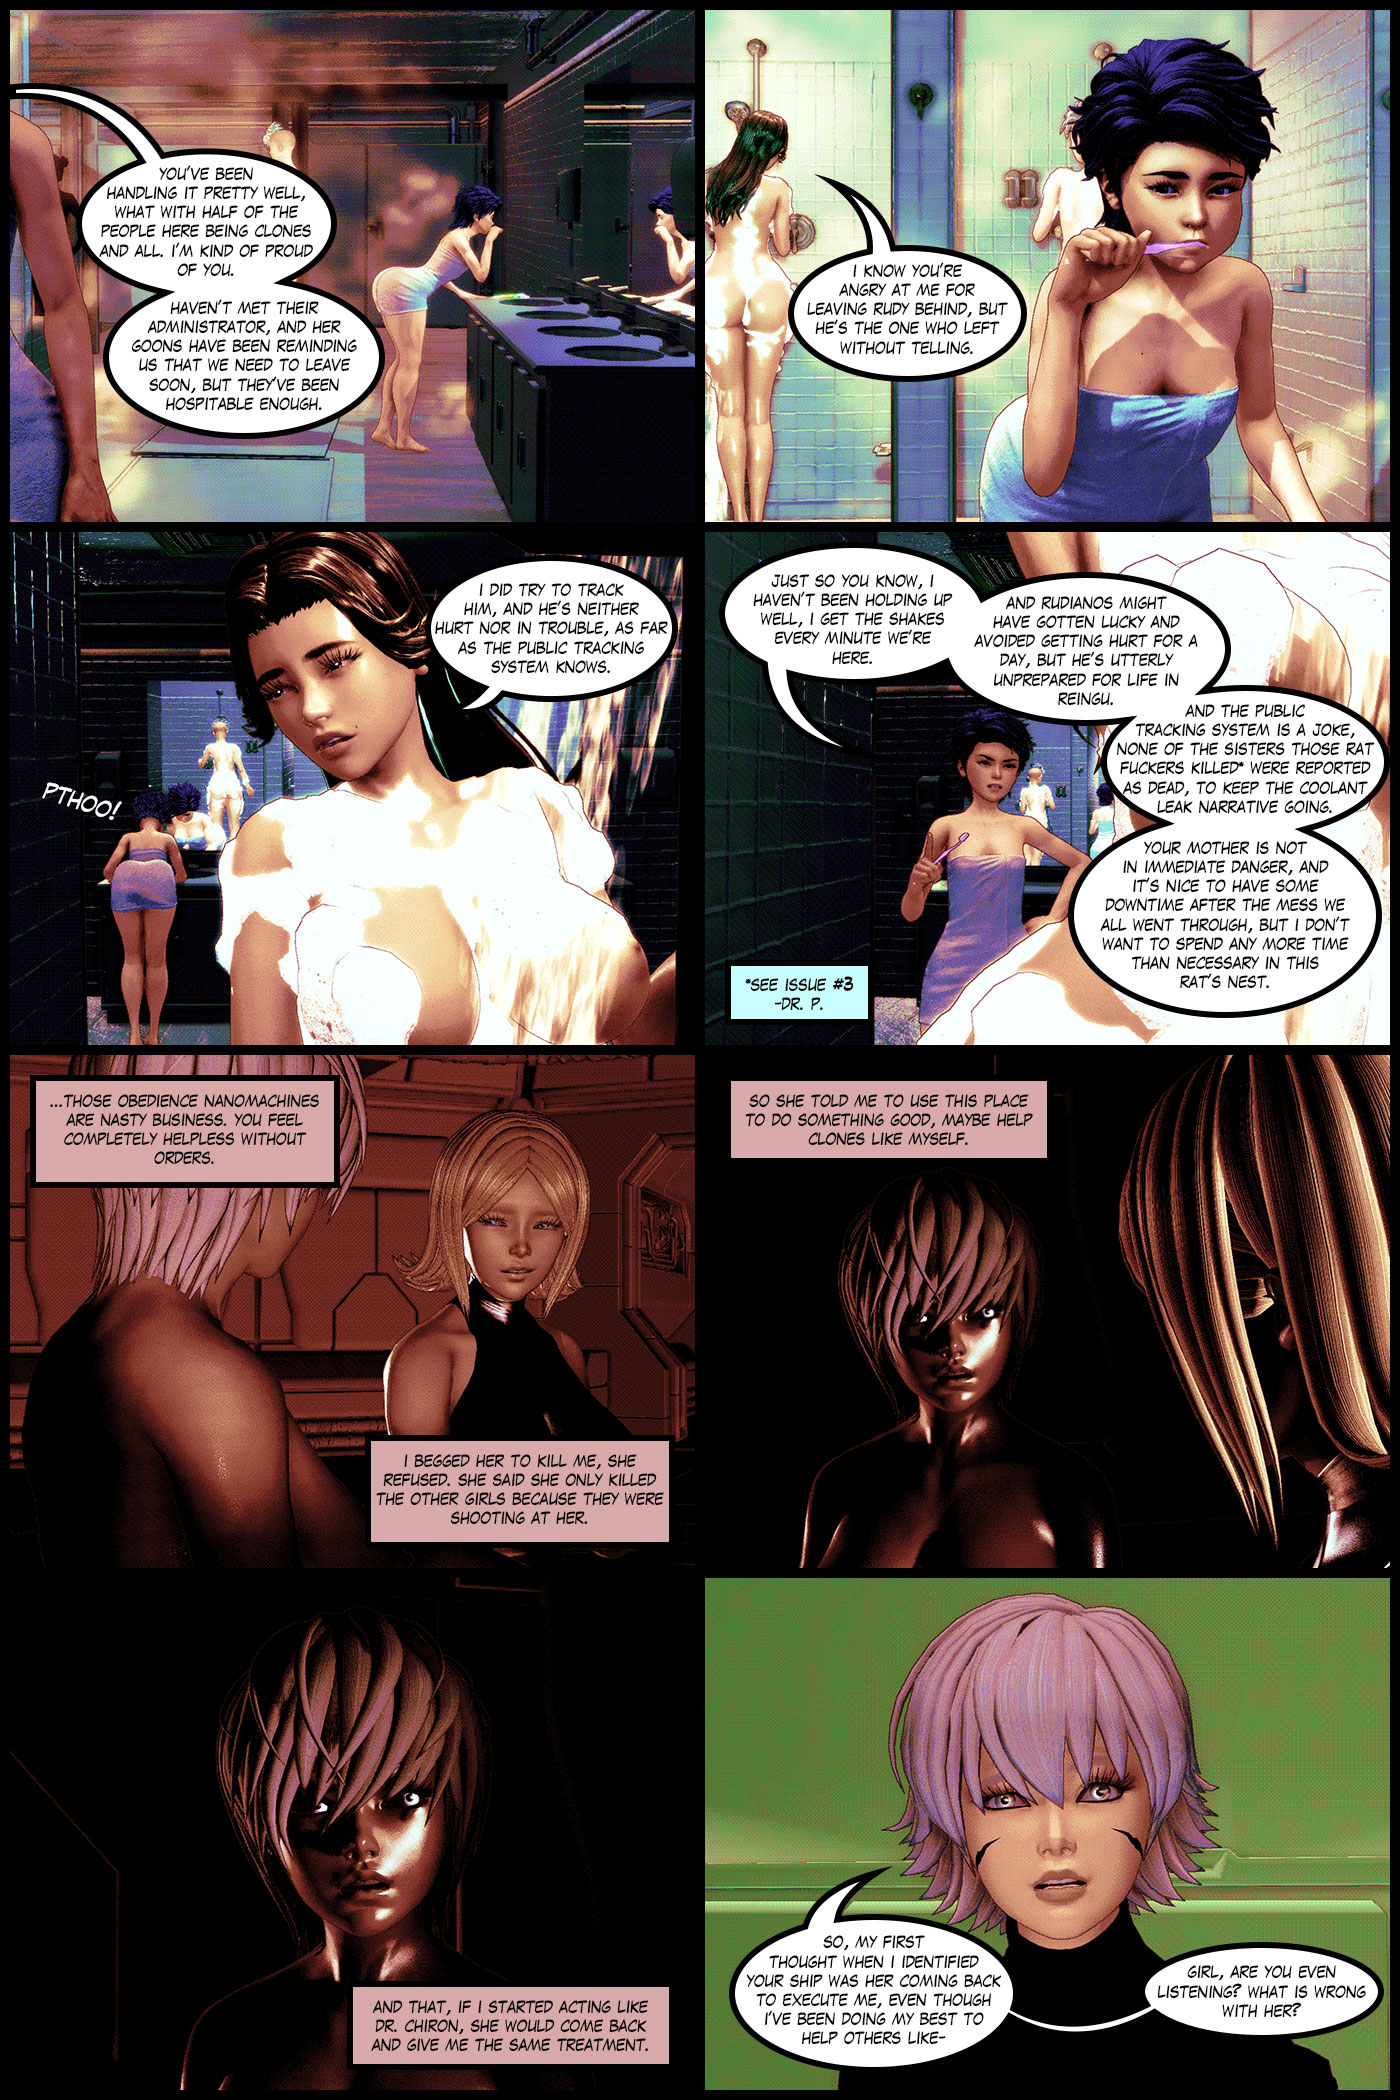 YOU'VE BEEN
HANDLING IT PRETTY WELL,
WHAT WITH HALF OF THE
PEOPLE HERE BEING CLONES
AND ALL. I'M KIND OF PROUD
OF YOU.
HAVEN'T MET THEIR
ADMINISTRATOR, AND HER
GOONS HAVE BEEN REMINDING
US THAT WE NEED TO LEAVE
SOON, BUT THEY'VE BEEN
HOSPITABLE ENOUGH.
I KNOW YOU'RE
ANGRY AT ME FOR
LEAVING RUDY BEHIND, BUT
HE'S THE ONE WHO LEFT
WITHOUT TELLING.
I DID TRY TO TRACK
HIM, AND HE'S NEITHER
HURT NOR IN TROUBLE, AS FAR
AS THE PUBLIC TRACKING
SYSTEM KNOWS.
PTHOO!
JUST SO YOU KNOW, I
HAVEN'T BEEN HOLDING UP
WELL, I GET THE SHAKES
EVERY MINUTE WE'RE
HERE.
AND RUDIANOS MIGHT
HAVE GOTTEN LUCKY AND
AVOIDED GETTING HURT FOR A
DAY, BUT HE'S UTTERLY
UNPREPARED FOR LIFE IN
REINGU.
AND THE PUBLIC
TRACKING SYSTEM IS A JOKE,
NONE OF THE SISTERS THOSE RAT
FUCKERS KILLED* WERE REPORTED
AS DEAD, TO KEEP THE COOLANT
LEAK NARRATIVE GOING.
YOUR MOTHER IS NOT
IN IMMEDIATE DANGER, AND
IT'S NICE TO HAVE SOME
DOWNTIME AFTER THE MESS WE
ALL WENT THROUGH, BUT I DON'T
WANT TO SPEND ANY MORE TIME
THAN NECESSARY IN THIS
RAT'S NEST.
*SEE ISSUE #3
-DR. P.
...THOSE OBEDIENCE NANOMACHINES
ARE NASTY BUSINESS. YOU FEEL
COMPLETELY HELPLESS WITHOUT
ORDERS.
I BEGGED HER TO KILL ME, SHE
REFUSED. SHE SAID SHE ONLY KILLED
THE OTHER GIRLS BECAUSE THEY WERE
SHOOTING AT HER.
SO SHE TOLD ME TO USE THIS PLACE
TO DO SOMETHING GOOD, MAYBE HELP
CLONES LIKE MYSELF.
AND THAT, IF I STARTED ACTING LIKE
DR. CHIRON, SHE WOULD COME BACK
AND GIVE ME THE SAME TREATMENT.
SO, MY FIRST
THOUGHT WHEN I IDENTIFIED
YOUR SHIP WAS HER COMING BACK
TO EXECUTE ME, EVEN THOUGH
I'VE BEEN DOING MY BEST TO
HELP OTHERS LIKE-
GIRL, ARE YOU EVEN
LISTENING? WHAT IS WRONG
WITH HER?